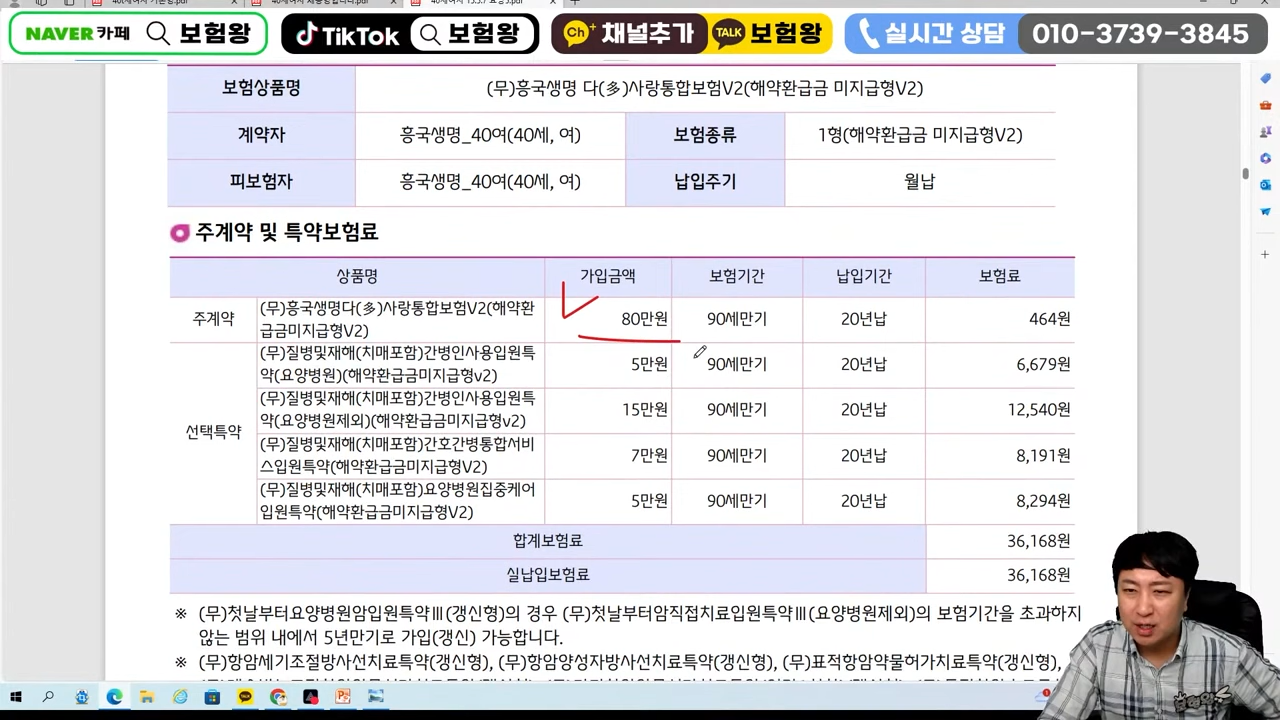 NAVER 카페 보험왕
TikTok 보험왕
Ch+ 채널추가 TALK 보험왕
실시간 상담 010-3739-3845
보험상품명 (무)흥국생명 다(多)사랑통합보험V2(해약환급금 미지급형V2)
계약자 흥국생명_40여(40세, 여) 보험종류 1형(해약환급금 미지급형V2)
피보험자 흥국생명_40여(40세, 여) 납입주기 월납
주계약 및 특약보험료
상품명 가입금액 보험기간 납입기간 보험료
주계약 (무)흥국생명다(多)사랑통합보험V2(해약환
급금미지급형V2) 80만원 90세만기 20년납 464원
선택특약
(무)질병및재해(치매포함)간병인사용입원특
약(요양병원)(해약환급금미지급형v2) 5만원 90세만기 20년납 6,679원
(무)질병및재해(치매포함)간병인사용입원특
약(요양병원제외)(해약환급금미지급형v2) 15만원 90세만기 20년납 12,540원
(무)질병및재해(치매포함)간호간병통합서비
스입원특약(해약환급금미지급형V2) 7만원 90세만기 20년납 8,191원
(무)질병및재해(치매포함)요양병원집중케어
입원특약(해약환급금미지급형V2) 5만원 90세만기 20년납 8,294원
합계보험료 36,168원
실납입보험료 36,168원
※ (무)첫날부터요양병원암입원특약Ⅲ(갱신형)의 경우 (무)첫날부터암직접치료입원특약Ⅲ(요양병원제외)의 보험기간을 초과하지
않는 범위 내에서 5년만기로 가입(갱신) 가능합니다.
※ (무)항암세기조절방사선치료특약(갱신형), (무)항암양성자방사선치료특약(갱신형), (무)표적항암약물허가치료특약(갱신형),